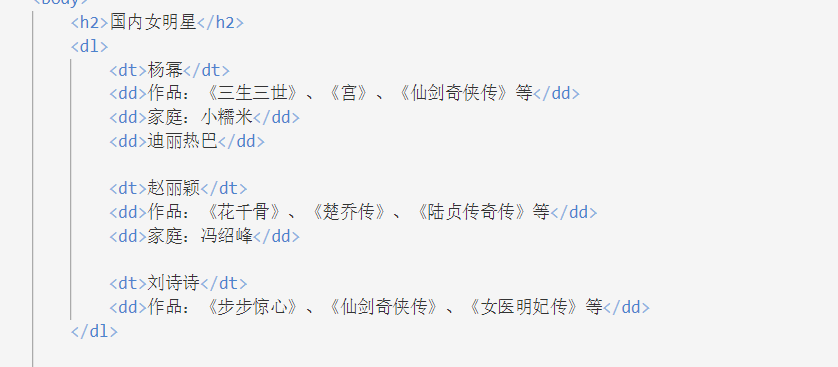 <body>
<h2>国内女明星</h2>
<dl>
<dt>杨幂</dt>
<dd>作品：《三生三世》、《宫》、《仙剑奇侠传》等</dd>
<dd>家庭：小糯米</dd>
<dd>迪丽热巴</dd>
<dt>赵丽颖</dt>
<dd>作品：《花千骨》、《楚乔传》、《陆贞传奇传》等</dd>
<dd>家庭：冯绍峰</dd>
<dt>刘诗诗</dt>
<dd>作品：《步步惊心》、《仙剑奇侠传》、《女医明妃传》等</dd>
</dl>